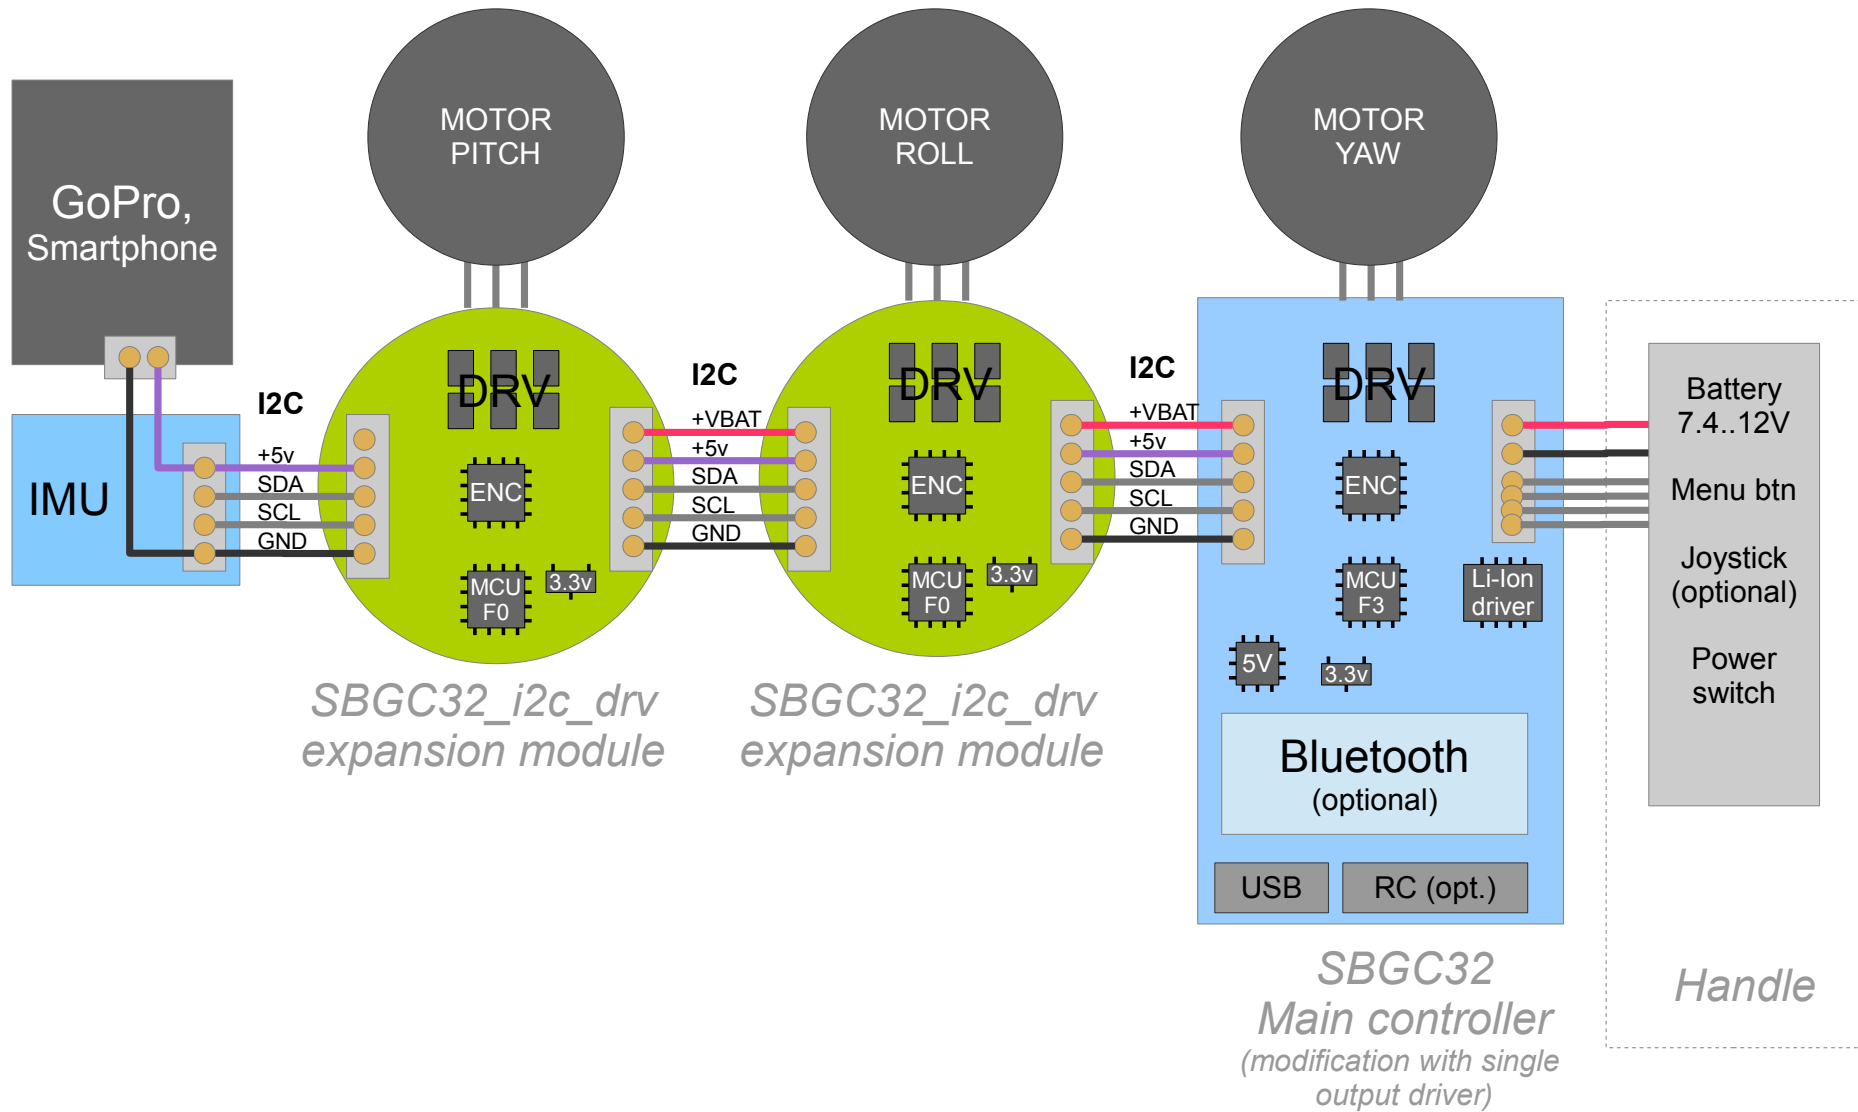 MOTOR
PITCH
MOTOR
ROLL
MOTOR
YAW
GoPro,
Smartphone
IMU
I2C
+5v
SDA
SCL
GND
DRV
ENC
MCU
F0
3.3v
I2C
+VBAT
+5v
SDA
SCL
GND
DRV
ENC
MCU
F0
3.3v
I2C
+VBAT
+5v
SDA
SCL
GND
DRV
ENC
MCU
F3
Li-Ion
driver
5V
3.3v
Bluetooth
(optional)
USB
RC (opt.)
Battery
7.4..12V
Menu btn
Joystick
(optional)
Power
switch
SBGC32_i2c_drv
expansion module
SBGC32_i2c_drv
expansion module
SBGC32
Main controller
(modification with single
output driver)
Handle